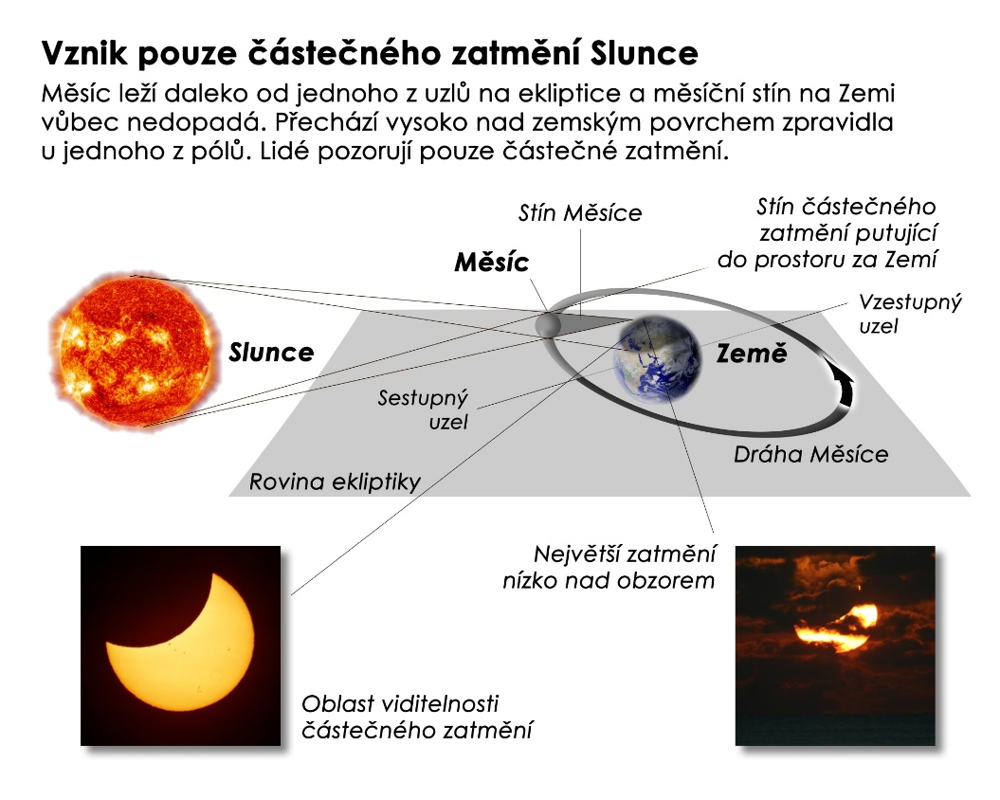 Vznik pouze částečného zatmění Slunce
Měsíc leží daleko od jednoho z uzlů na ekliptice a měsíční stín na Zemi
vůbec nedopadá. Přechází vysoko nad zemským povrchem zpravidla
u jednoho z pólů. Lidé pozorují pouze částečné zatmění.
Stín Měsíce
Stín částečného
zatmění putující
do prostoru za Zemí
Měsíc
Vzestupný
uzel
Slunce
Země
Sestupný
uzel
Dráha Měsíce
Rovina ekliptiky
Největší zatmění
nízko nad obzorem
Oblast viditelnosti
částečného zatmění